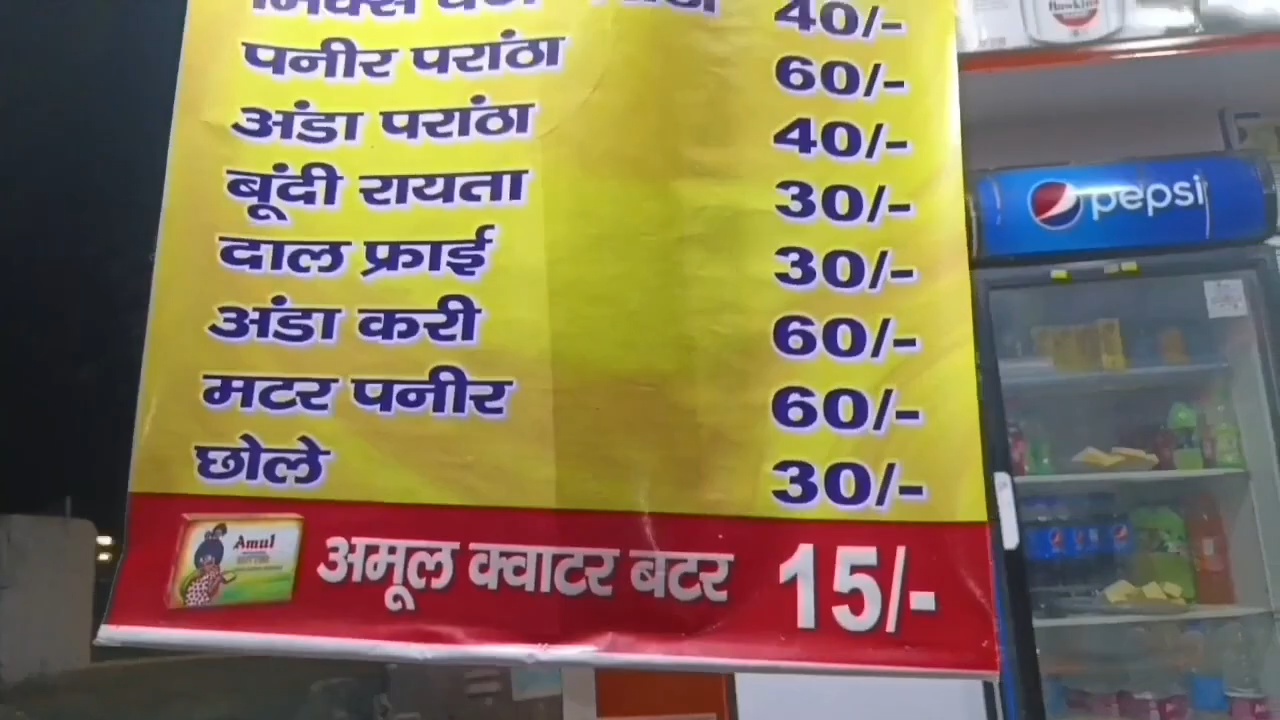 मिक्स 40/-
पनीर परांठा 60/-
अंडा परांठा 40/-
बूंदी रायता 30/-
दाल फ्राई 30/-
अंडा करी 60/-
मटर पनीर 60/-
छोले 30/-
Amul
अमूल क्वाटर बटर 15/-
Hawkins
pepsi